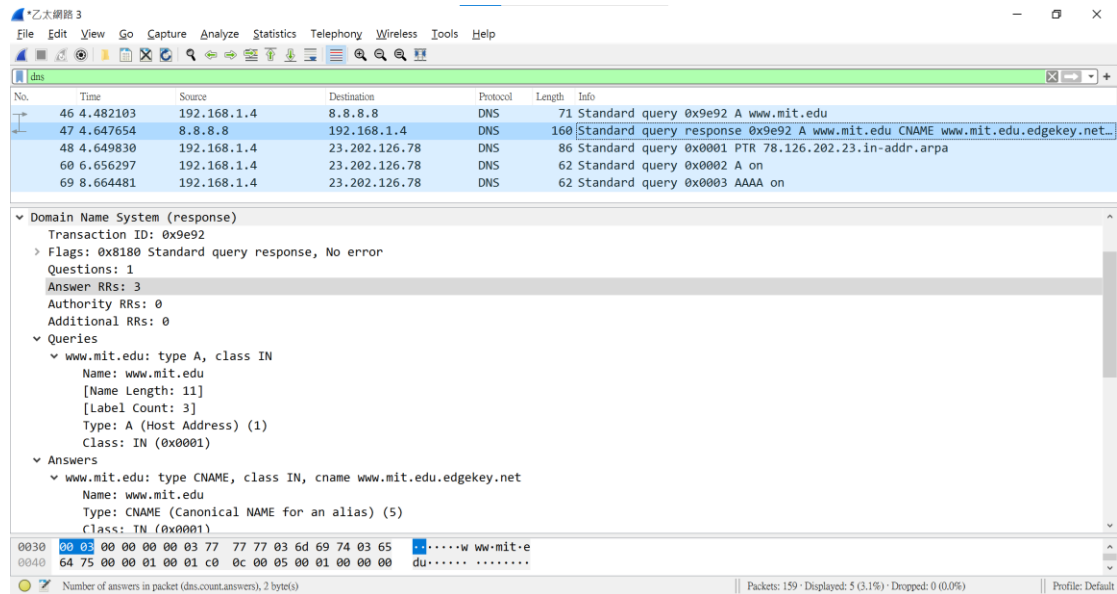 *乙太網路 3
File Edit View Go Capture Analyze Statistics Telephony Wireless Tools Help
dns
No. Time Source Destination Protocol Length Info
46 4.482103 192.168.1.4 8.8.8.8 DNS 71 Standard query 0x9e92 A www.mit.edu
47 4.647654 8.8.8.8 192.168.1.4 DNS 160 Standard query response 0x9e92 A www.mit.edu CNAME www.mit.edu.edgekey.net…
48 4.649830 192.168.1.4 23.202.126.78 DNS 86 Standard query 0x0001 PTR 78.126.202.23.in-addr.arpa
60 6.656297 192.168.1.4 23.202.126.78 DNS 62 Standard query 0x0002 A on
69 8.664481 192.168.1.4 23.202.126.78 DNS 62 Standard query 0x0003 AAAA on
Domain Name System (response)
Transaction ID: 0x9e92
Flags: 0x8180 Standard query response, No error
Questions: 1
Answer RRs: 3
Authority RRs: 0
Additional RRs: 0
Queries
www.mit.edu: type A, class IN
Name: www.mit.edu
[Name Length: 11]
[Label Count: 3]
Type: A (Host Address) (1)
Class: IN (0x0001)
Answers
www.mit.edu: type CNAME, class IN, cname www.mit.edu.edgekey.net
Name: www.mit.edu
Type: CNAME (Canonical NAME for an alias) (5)
Class: IN (0x0001)
0030 00 03 00 00 00 00 03 77 77 77 03 6d 69 74 03 65 ·······w ww·mit·e
0040 64 75 00 00 01 00 01 c0 0c 00 05 00 01 00 00 00 du······ ········
Number of answers in packet (dns.count.answers), 2 byte(s) Packets: 159 · Displayed: 5 (3.1%) · Dropped: 0 (0.0%) Profile: Default